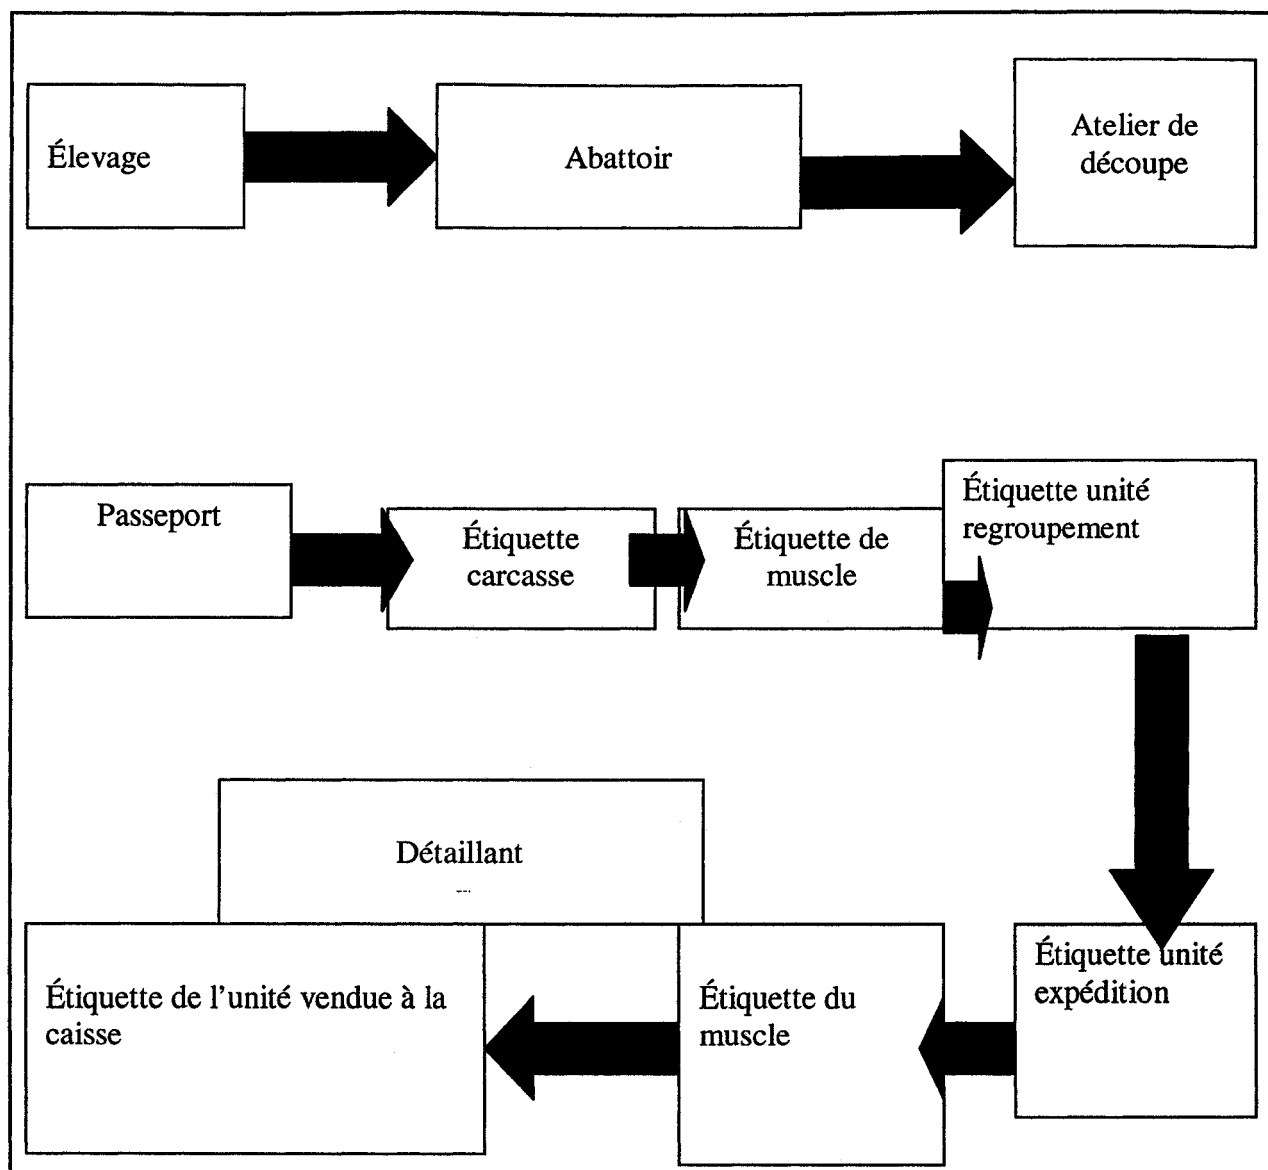 Élevage
Abattoir
Atelier de
découpe
Passeport
Étiquette
carcasse
Étiquette de
muscle
Étiquette unité
regroupement
Détaillant
Étiquette de l'unité vendue à la
caisse
Étiquette du
muscle
Étiquette unité
expédition